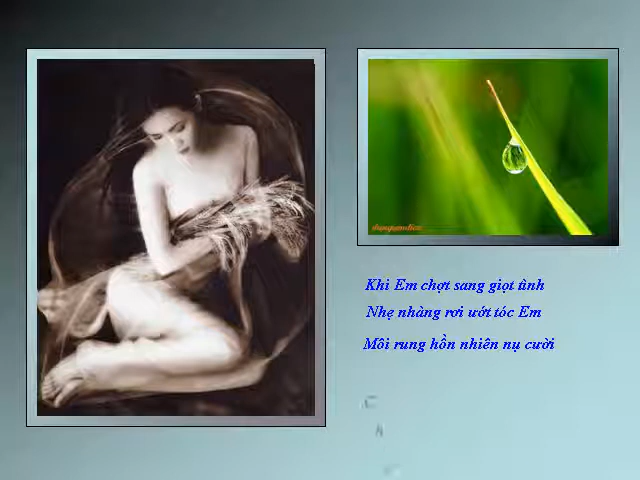 Khi Em chợt sang giọt tình
Nhẹ nhàng rơi ướt tóc Em
Môi rung hồn nhiên nụ cười